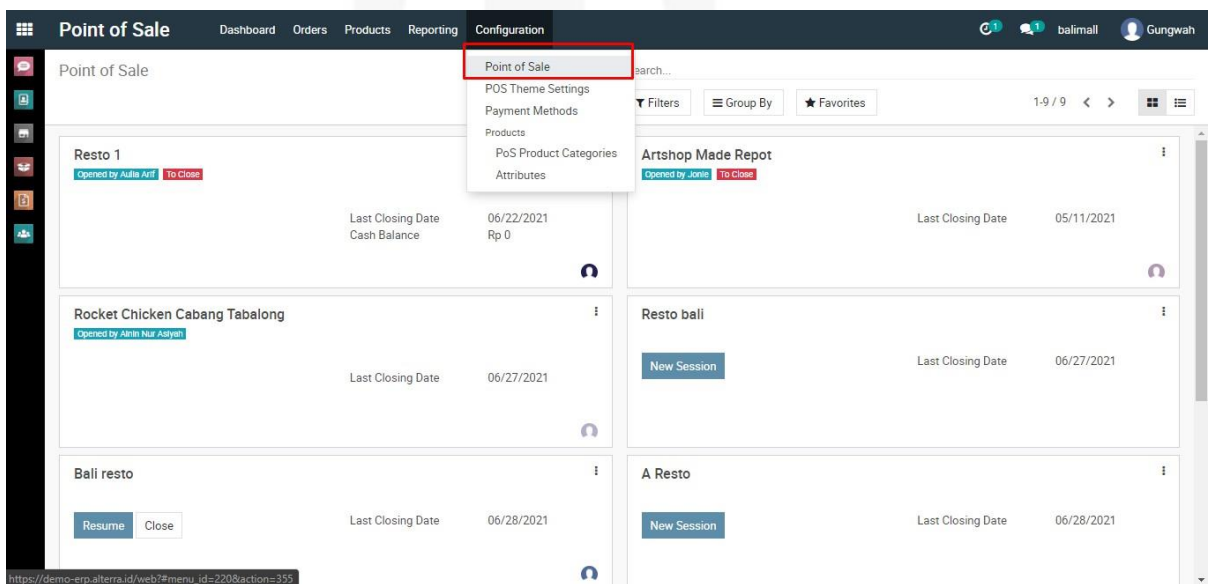 Point of Sale Dashboard Orders Products Reporting Configuration 1 1 balimall Gungwah
Point of Sale
earch...
Filters Group By Favorites 1-9 / 9
Point of Sale
POS Theme Settings
Payment Methods
Products
PoS Product Categories
Attributes
Resto 1
Opened by Aulia Arif To Close
Last Closing Date 06/22/2021
Cash Balance Rp 0
Artshop Made Repot
Opened by Jonie To Close
Last Closing Date 05/11/2021
Rocket Chicken Cabang Tabalong
Opened by Ainin Nur Asiyah
Last Closing Date 06/27/2021
Resto bali
New Session
Last Closing Date 06/27/2021
Bali resto
Resume Close
Last Closing Date 06/28/2021
A Resto
New Session
Last Closing Date 06/28/2021
https://demo-erp.alterra.id/web?#menu_id=220&action=355